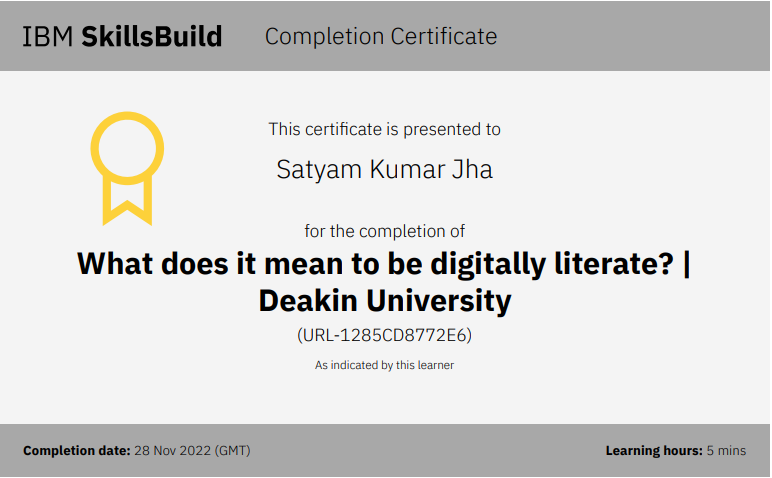 IBM SkillsBuild Completion Certificate
This certificate is presented to
Satyam Kumar Jha
for the completion of
What does it mean to be digitally literate? |
Deakin University
(URL-1285CD8772E6)
As indicated by this learner
Completion date: 28 Nov 2022 (GMT) Learning hours: 5 mins